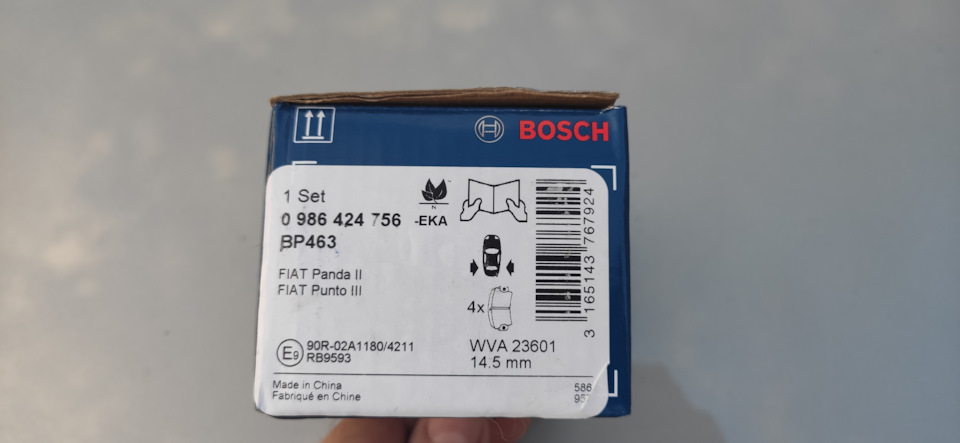 BOSCH
1 Set
0 986 424 756 -EKA
BP463
N
FIAT Panda II
FIAT Punto III
4x
3 165143 767924
E9 90R-02A1180/4211
RB9593
WVA 23601
14.5 mm
Made in China
Fabriqué en Chine
586